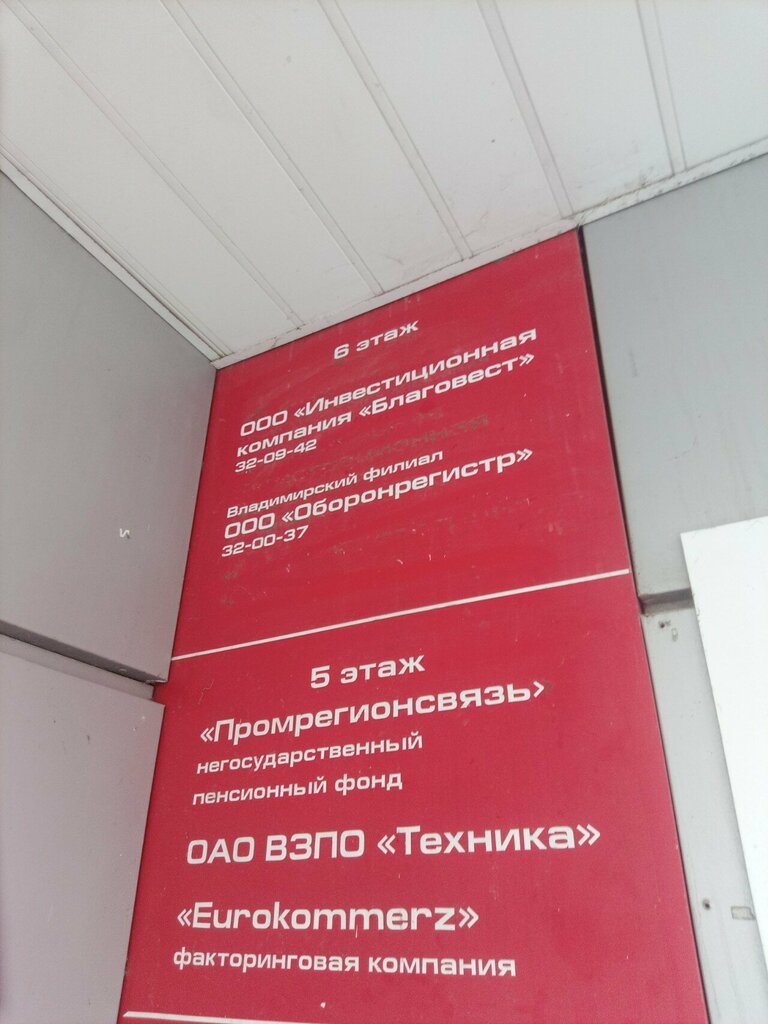 6 этаж
ООО «Инвестиционная
компания «Благовест»
32-09-42
Владимирский филиал
ООО «Оборонрегистр»
32-00-37
5 этаж
«Промрегионсвязь»
негосударственный
пенсионный фонд
ОАО ВЗПО «Техника»
«Eurokommerz»
факторинговая компания